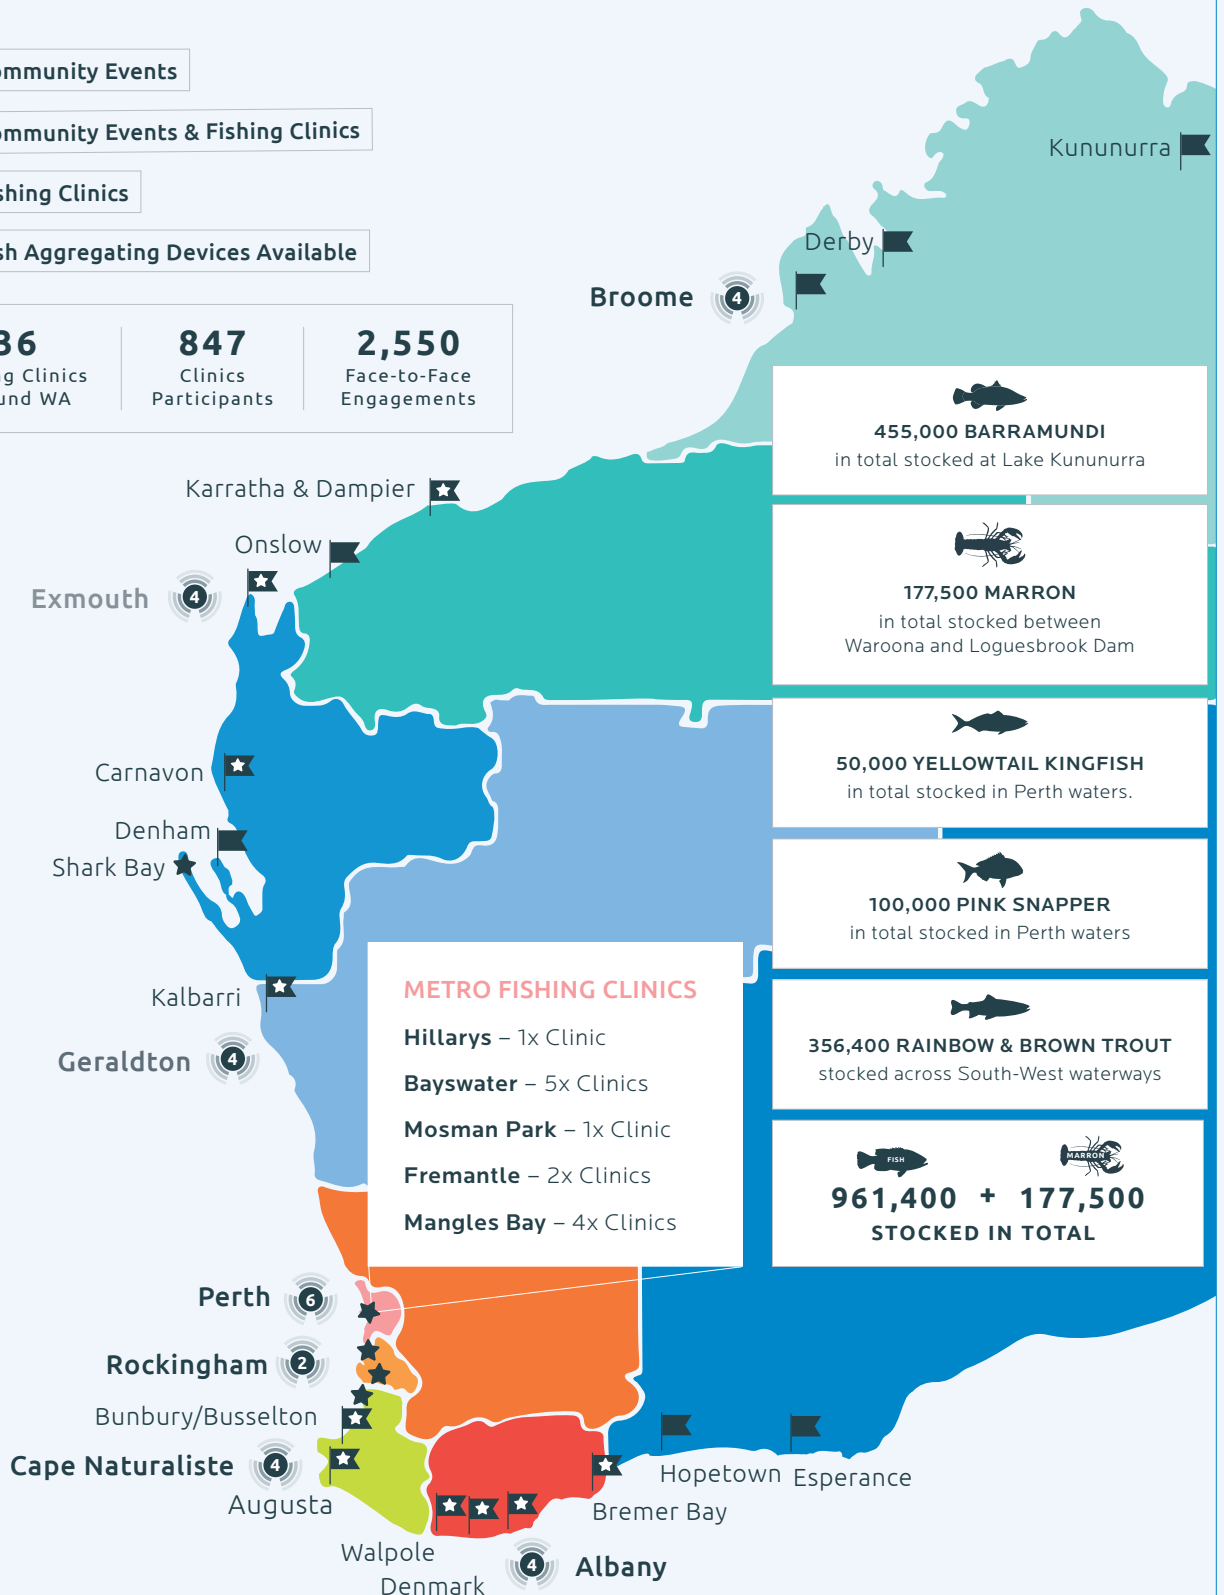 ommunity Events
ommunity Events & Fishing Clinics
shing Clinics
sh Aggregating Devices Available
36
g Clinics
und WA
847
Clinics
Participants
2,550
Face-to-Face
Engagements
Kununurra
Derby
Broome 4
Karratha & Dampier
Onslow
Exmouth 4
Carnavon
Denham
Shark Bay
Kalbarri
Geraldton 4
455,000 BARRAMUNDI
in total stocked at Lake Kununurra
177,500 MARRON
in total stocked between
Waroona and Loguesbrook Dam
50,000 YELLOWTAIL KINGFISH
in total stocked in Perth waters.
100,000 PINK SNAPPER
in total stocked in Perth waters
356,400 RAINBOW & BROWN TROUT
stocked across South-West waterways
FISH
MARRON
961,400 + 177,500
STOCKED IN TOTAL
METRO FISHING CLINICS
Hillarys – 1x Clinic
Bayswater – 5x Clinics
Mosman Park – 1x Clinic
Fremantle – 2x Clinics
Mangles Bay – 4x Clinics
Perth 6
Rockingham 2
Bunbury/Busselton
Cape Naturaliste 4
Augusta
Hopetown
Esperance
Bremer Bay
Walpole
4 Albany
Denmark